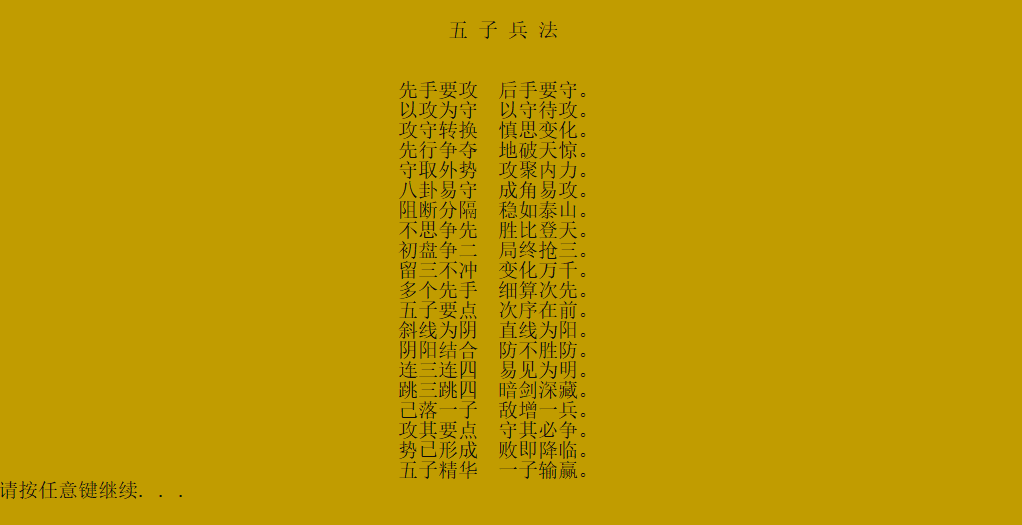 五 子 兵 法
先手要攻 后手要守。
以攻为守 以守待攻。
攻守转换 慎思变化。
先行争夺 地破天惊。
守取外势 攻聚内力。
八卦易守 成角易攻。
阻断分隔 稳如泰山。
不思争先 胜比登天。
初盘争二 局终抢三。
留三不冲 变化万千。
多个先手 细算次先。
五子要点 次序在前。
斜线为阴 直线为阳。
阴阳结合 防不胜防。
连三连四 易见为明。
跳三跳四 暗剑深藏。
己落一子 敌增一兵。
攻其要点 守其必争。
势已形成 败即降临。
五子精华 一子输赢。
请按任意键继续. . .